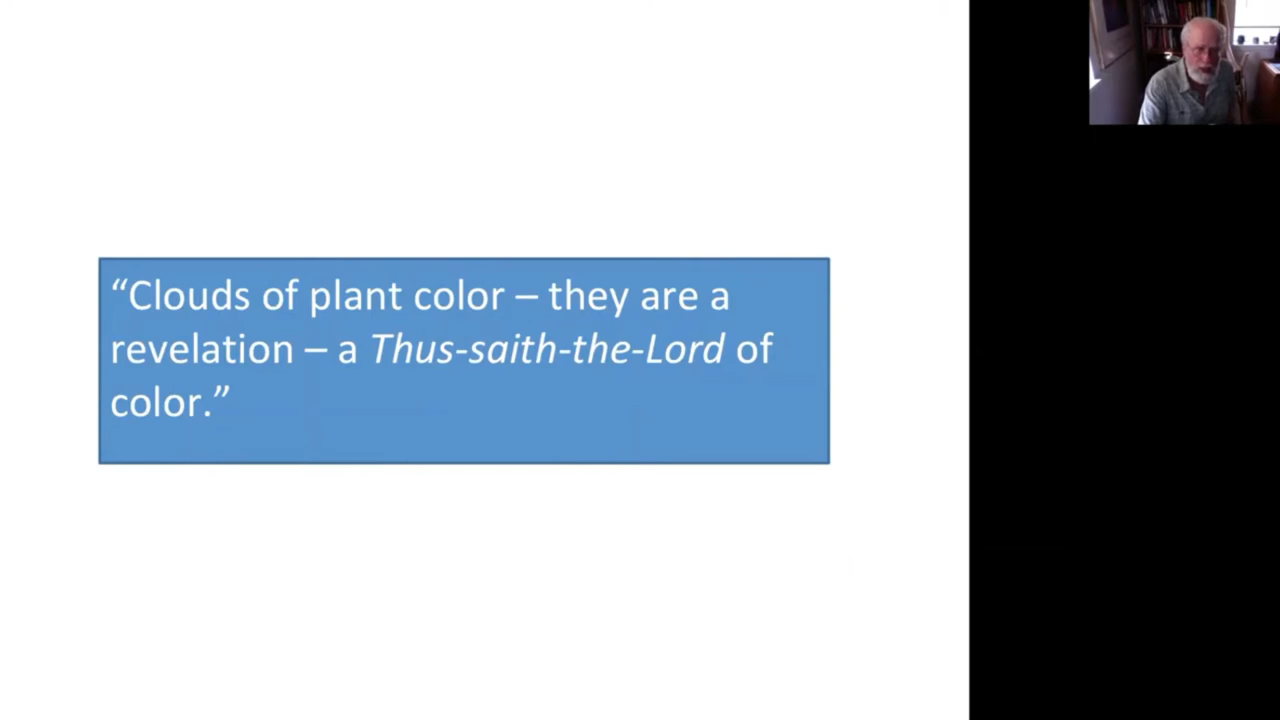 “Clouds of plant color – they are a
revelation – a Thus-saith-the-Lord of
color.”